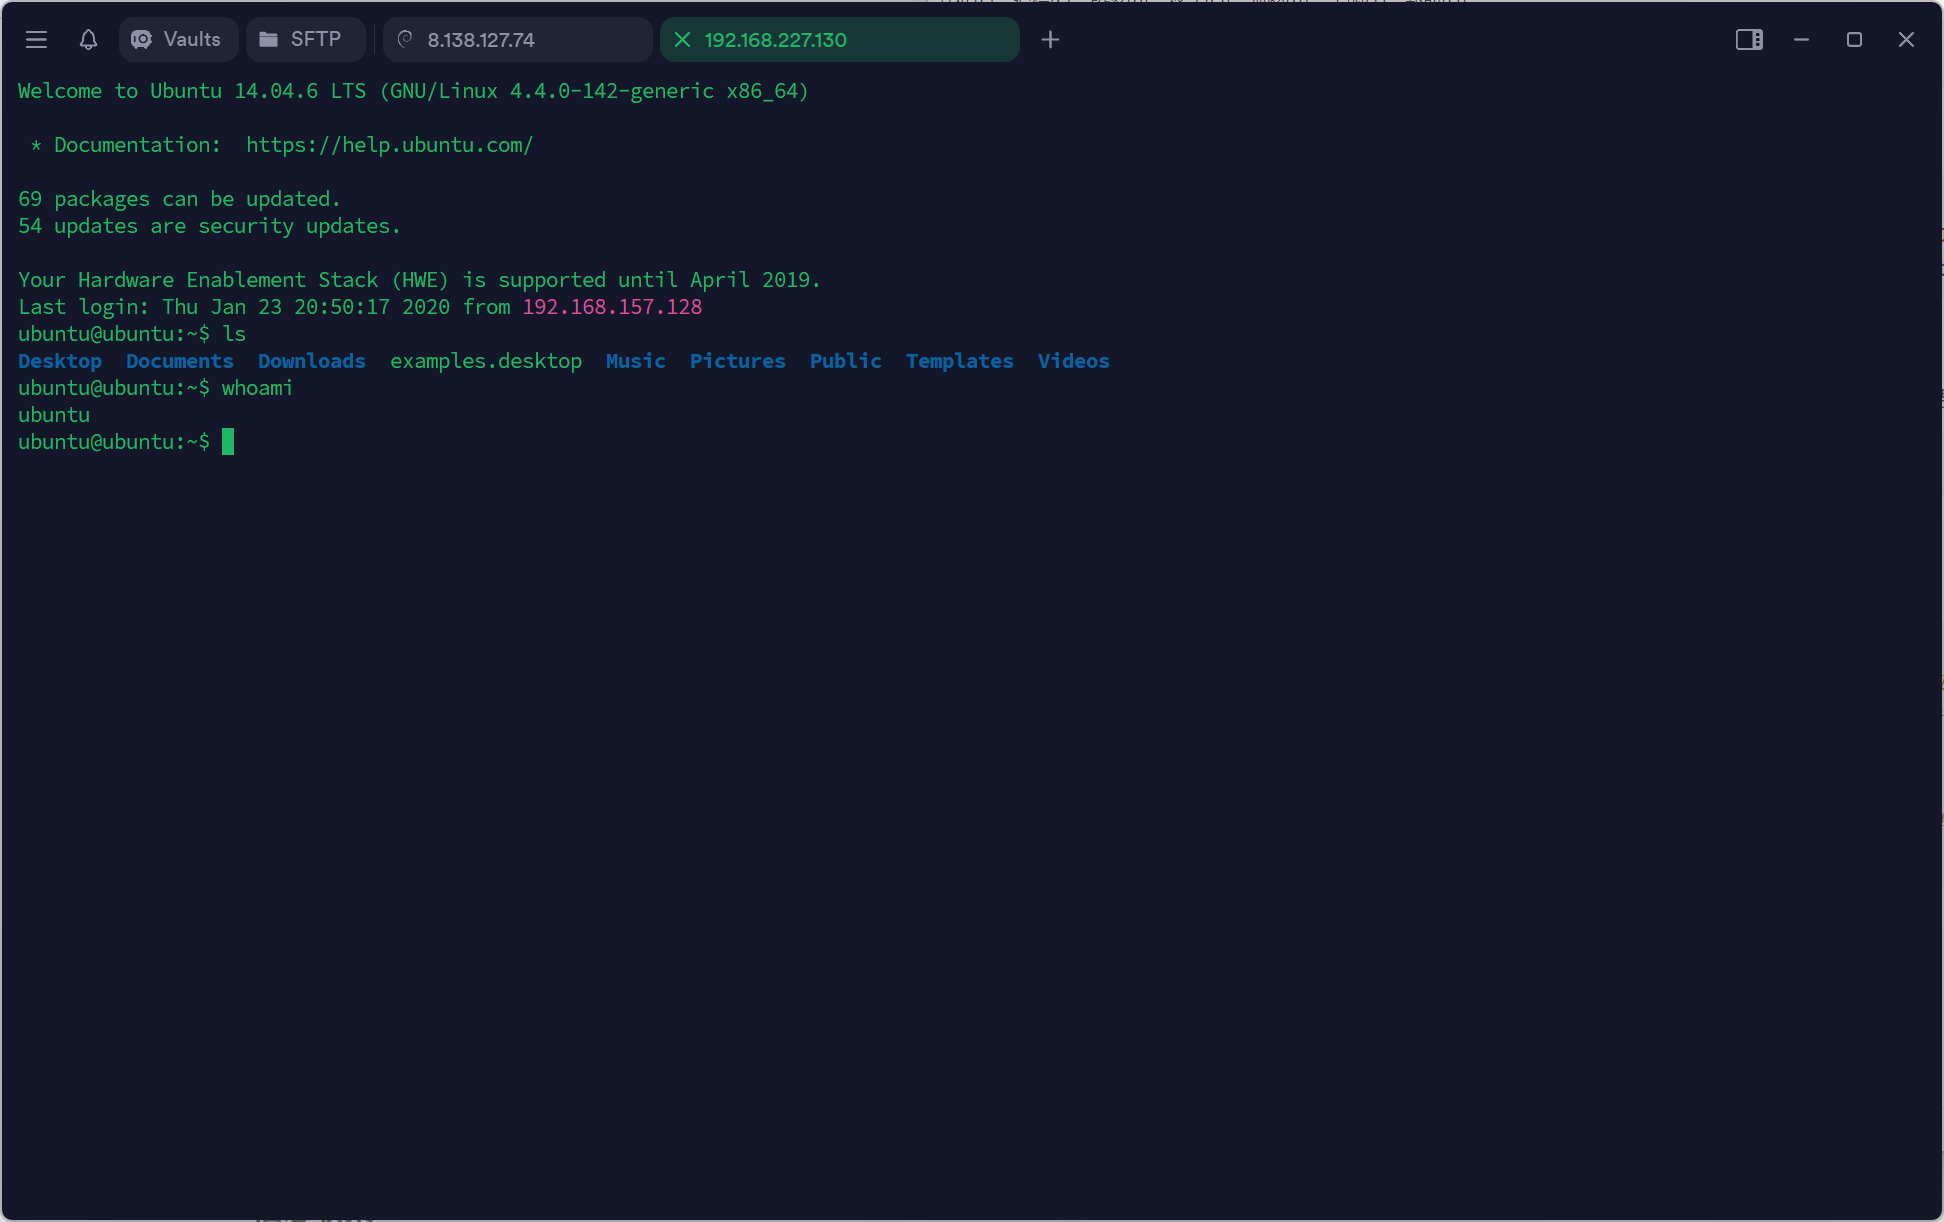 Vaults SFTP 8.138.127.74 192.168.227.130
Welcome to Ubuntu 14.04.6 LTS (GNU/Linux 4.4.0-142-generic x86_64)
* Documentation:  https://help.ubuntu.com/
69 packages can be updated.
54 updates are security updates.
Your Hardware Enablement Stack (HWE) is supported until April 2019.
Last login: Thu Jan 23 20:50:17 2020 from 192.168.157.128
ubuntu@ubuntu:~$ ls
Desktop  Documents  Downloads  examples.desktop  Music  Pictures  Public  Templates  Videos
ubuntu@ubuntu:~$ whoami
ubuntu
ubuntu@ubuntu:~$